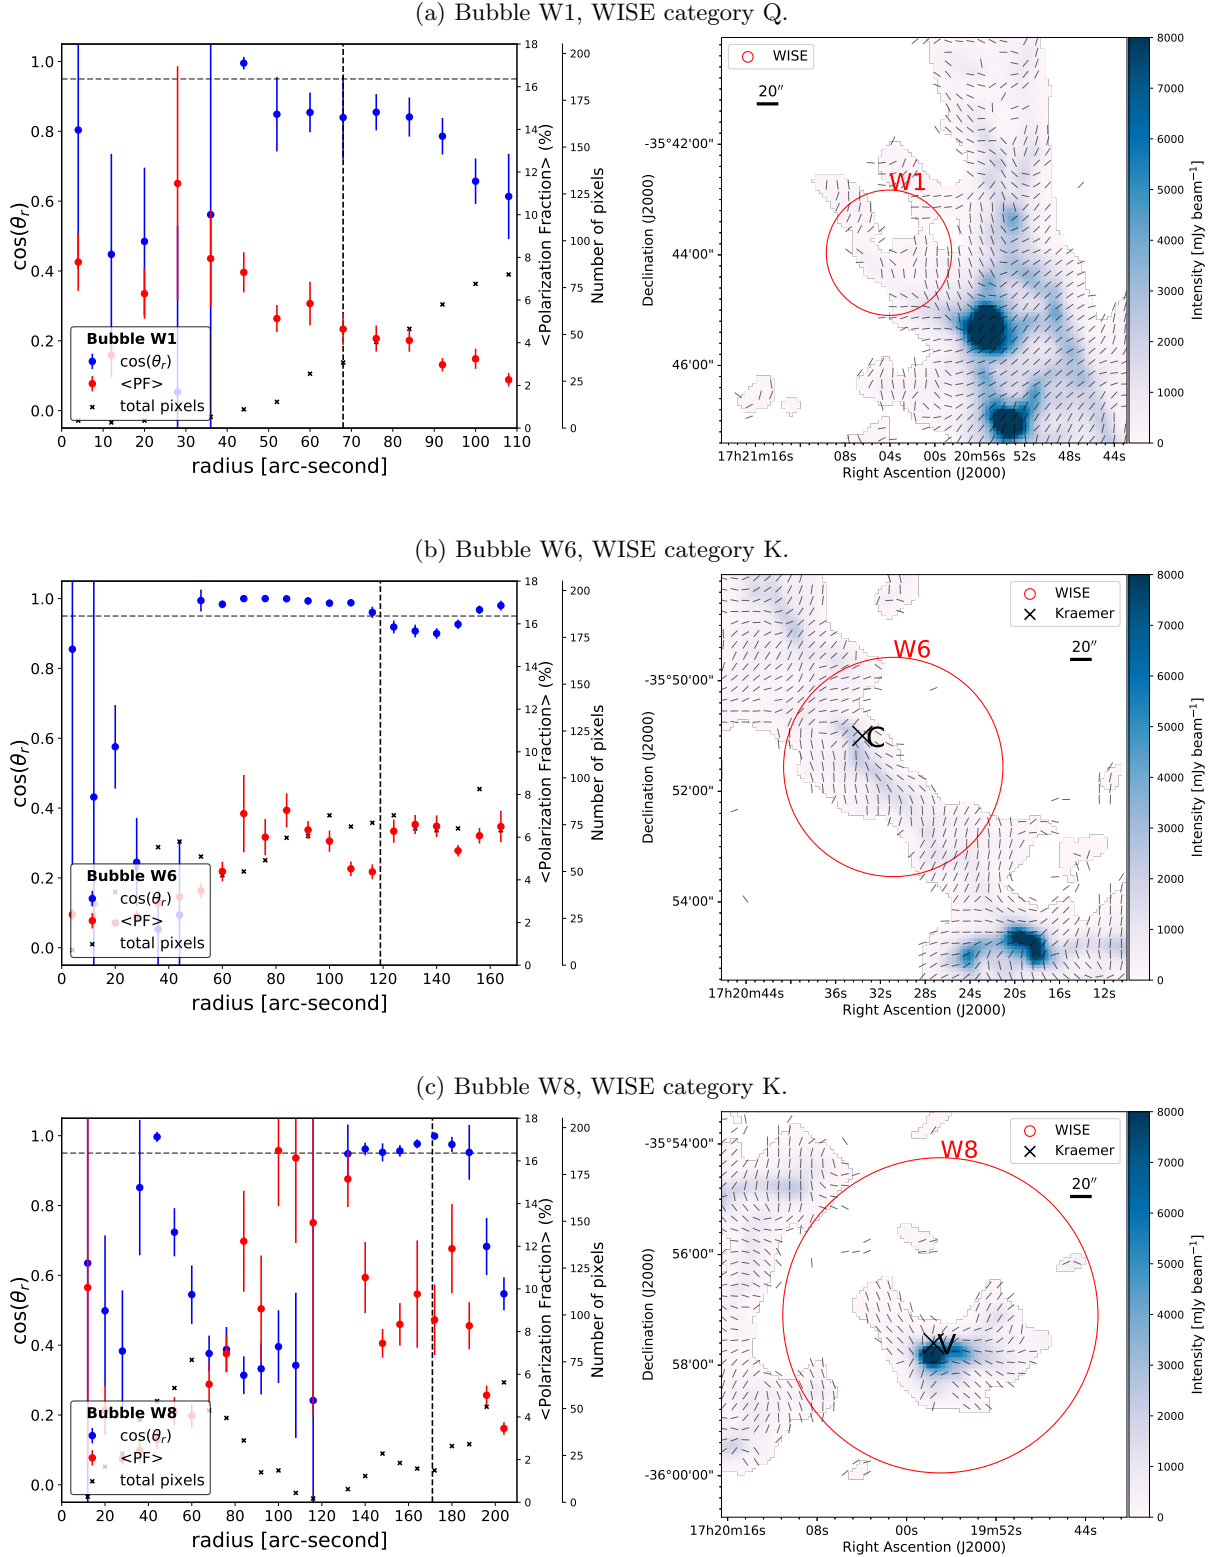 (a) Bubble W1, WISE category Q.
1.0
0.8
0.6
0.4
0.2
0.0
cos(θr)
Bubble W1
cos(θr)
<PF>
total pixels
0 20 40 60 80 100 110
radius [arc-second]
18
16
14
12
10
8
6
4
2
0
<Polarization Fraction> (%)
200
175
150
125
100
75
50
25
0
Number of pixels
WISE
20″
W1
-35°42'00"
44'00"
46'00"
Declination (J2000)
17h21m16s 08s 04s 00s 20m56s 52s 48s 44s
Right Ascention (J2000)
8000
7000
6000
5000
4000
3000
2000
1000
0
Intensity [mJy beam−1]
(b) Bubble W6, WISE category K.
1.0
0.8
0.6
0.4
0.2
0.0
cos(θr)
Bubble W6
cos(θr)
<PF>
total pixels
0 20 40 60 80 100 120 140 160
radius [arc-second]
18
16
14
12
10
8
6
4
2
0
<Polarization Fraction> (%)
200
175
150
125
100
75
50
25
0
Number of pixels
WISE
Kraemer
20″
W6
C
-35°50'00"
52'00"
54'00"
Declination (J2000)
17h20m44s 36s 32s 28s 24s 20s 16s 12s
Right Ascention (J2000)
8000
7000
6000
5000
4000
3000
2000
1000
0
Intensity [mJy beam−1]
(c) Bubble W8, WISE category K.
1.0
0.8
0.6
0.4
0.2
0.0
cos(θr)
Bubble W8
cos(θr)
<PF>
total pixels
0 20 40 60 80 100 120 140 160 180 200
radius [arc-second]
18
16
14
12
10
8
6
4
2
0
<Polarization Fraction> (%)
200
175
150
125
100
75
50
25
0
Number of pixels
WISE
Kraemer
20″
W8
V
-35°54'00"
56'00"
58'00"
-36°00'00"
Declination (J2000)
17h20m16s 08s 00s 19m52s 44s
Right Ascention (J2000)
8000
7000
6000
5000
4000
3000
2000
1000
0
Intensity [mJy beam−1]